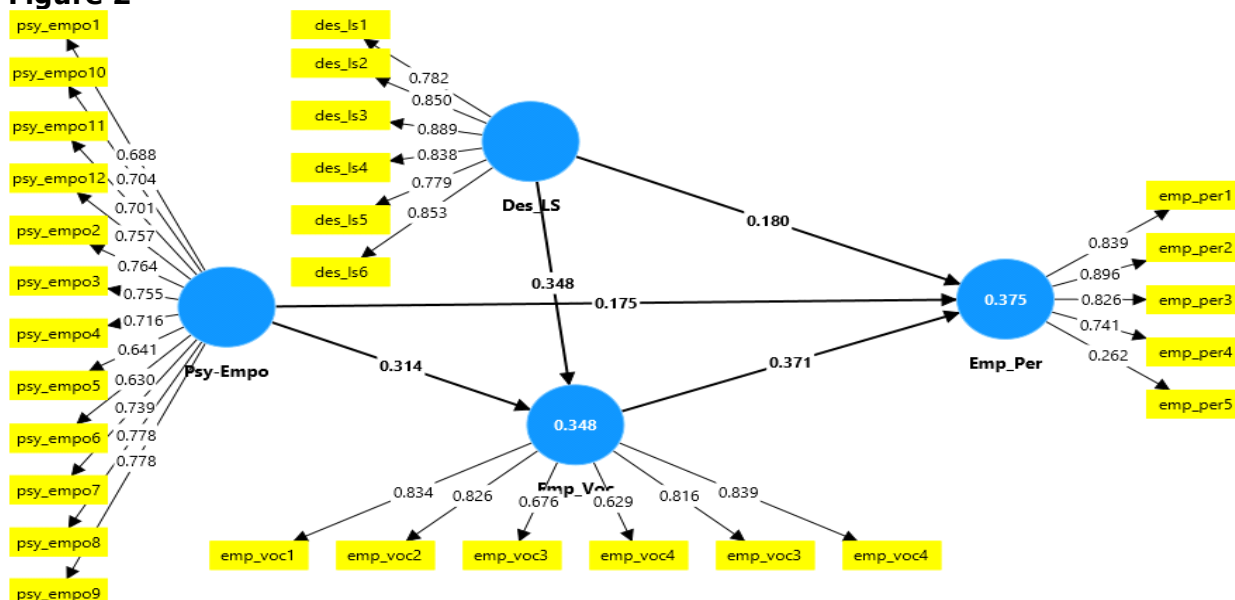 Figure 2
psy_empo1
psy_empo10
psy_empo11
psy_empo12
psy_empo2
psy_empo3
psy_empo4
psy_empo5
psy_empo6
psy_empo7
psy_empo8
psy_empo9
0.688
0.704
0.701
0.757
0.764
0.755
0.716
0.641
0.630
0.739
0.778
0.778
Psy-Empo
des_ls1
des_ls2
des_ls3
des_ls4
des_ls5
des_ls6
0.782
0.850
0.889
0.838
0.779
0.853
Des_LS
0.180
0.348
0.175
0.314
0.371
0.348
Emp_Voc
0.834
0.826
0.676
0.629
0.816
0.839
emp_voc1
emp_voc2
emp_voc3
emp_voc4
emp_voc3
emp_voc4
0.375
Emp_Per
0.839
0.896
0.826
0.741
0.262
emp_per1
emp_per2
emp_per3
emp_per4
emp_per5